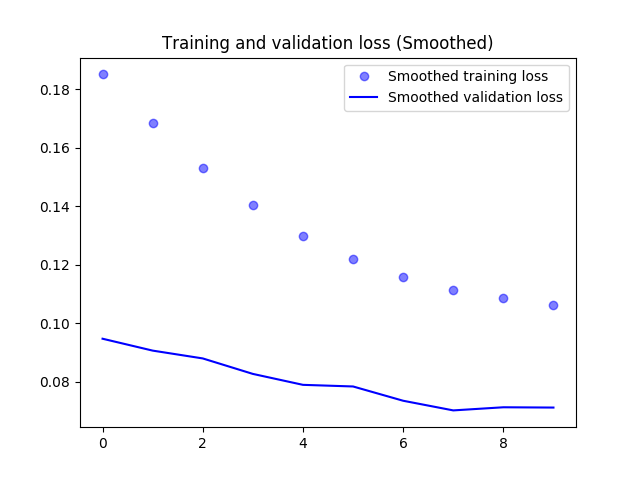 Training and validation loss (Smoothed)
Smoothed training loss
Smoothed validation loss
0.18
0.16
0.14
0.12
0.10
0.08
0 2 4 6 8